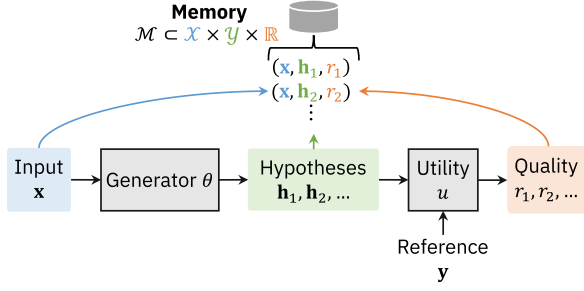 Memory
ℳ ⊂ 𝒳 × 𝒴 × ℝ
(x, h₁, r₁)
(x, h₂, r₂)
⋮
Input
x
Generator θ
Hypotheses
h₁, h₂, ...
Utility
u
Quality
r₁, r₂, ...
Reference
y